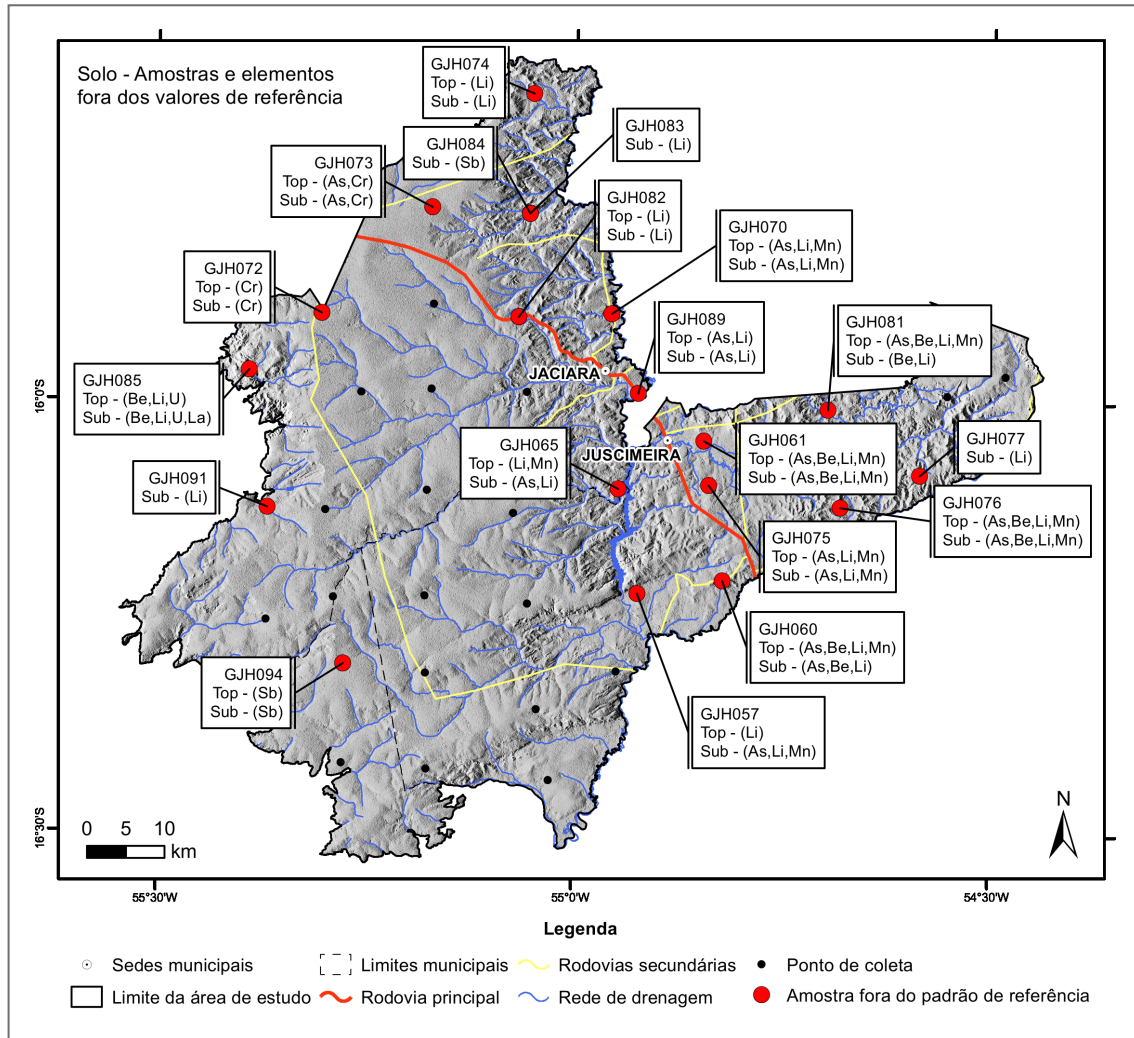 Solo - Amostras e elementos
fora dos valores de referência
GJH074
Top - (Li)
Sub - (Li)
GJH083
Sub - (Li)
GJH084
Sub - (Sb)
GJH073
Top - (As,Cr)
Sub - (As,Cr)
GJH082
Top - (Li)
Sub - (Li)
GJH070
Top - (As,Li,Mn)
Sub - (As,Li,Mn)
GJH072
Top - (Cr)
Sub - (Cr)
GJH089
Top - (As,Li)
Sub - (As,Li)
GJH081
Top - (As,Be,Li,Mn)
Sub - (Be,Li)
JACIARA
GJH085
Top - (Be,Li,U)
Sub - (Be,Li,U,La)
16°0'S
JUSCIMEIRA
GJH065
Top - (Li,Mn)
Sub - (As,Li)
GJH061
Top - (As,Be,Li,Mn)
Sub - (As,Be,Li,Mn)
GJH077
Sub - (Li)
GJH091
Sub - (Li)
GJH076
Top - (As,Be,Li,Mn)
Sub - (As,Be,Li,Mn)
GJH075
Top - (As,Li,Mn)
Sub - (As,Li,Mn)
GJH060
Top - (As,Be,Li,Mn)
Sub - (As,Be,Li)
GJH094
Top - (Sb)
Sub - (Sb)
GJH057
Top - (Li)
Sub - (As,Li,Mn)
16°30'S
0 5 10
km
N
55°30'W 55°0'W 54°30'W
Legenda
Sedes municipais Limites municipais Rodovias secundárias Ponto de coleta
Limite da área de estudo Rodovia principal Rede de drenagem Amostra fora do padrão de referência